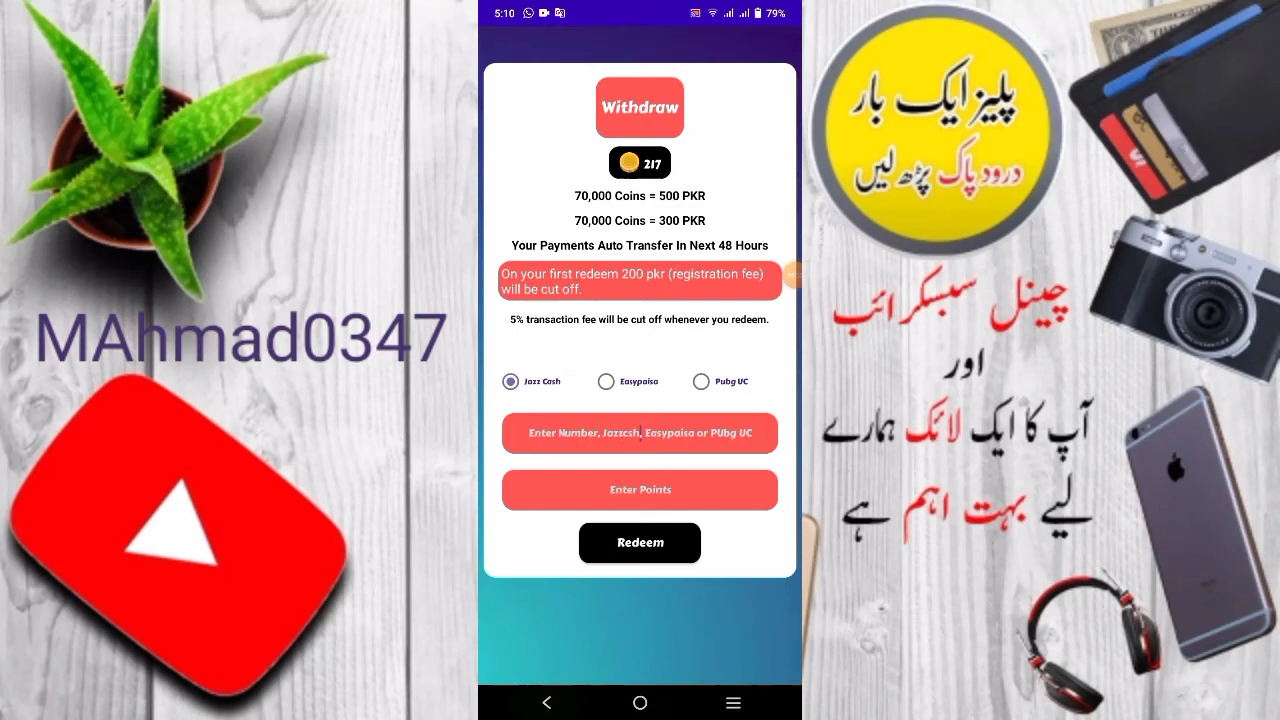 MAhmad0347
5:10
79%
Withdraw
217
70,000 Coins = 500 PKR
70,000 Coins = 300 PKR
Your Payments Auto Transfer In Next 48 Hours
On your first redeem 200 pkr (registration fee)
will be cut off.
5% transaction fee will be cut off whenever you redeem.
Jazz Cash
Easypaisa
Pubg UC
Enter Number, Jazzcsh, Easypaisa or PUbg UC
Enter Points
Redeem
پلیز ایک بار
درود پاک پڑھ لیں
چینل سبسکرائب
اور
آپ کا ایک لائک ہمارے
لیے بہت اہم ہے